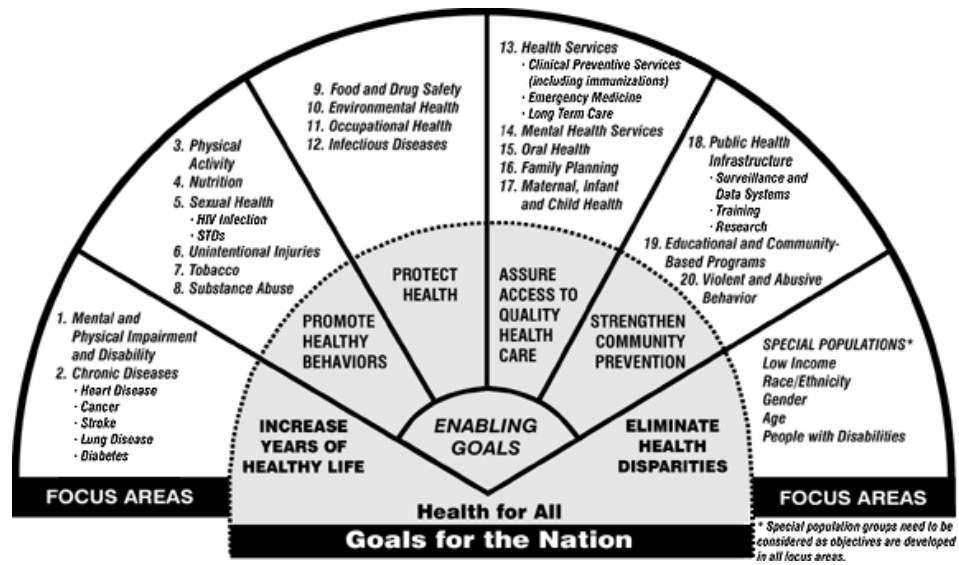 1. Mental and
Physical Impairment
and Disability
2. Chronic Diseases
· Heart Disease
· Cancer
· Stroke
· Lung Disease
· Diabetes
3. Physical
Activity
4. Nutrition
5. Sexual Health
· HIV Infection
· STDs
6. Unintentional Injuries
7. Tobacco
8. Substance Abuse
9. Food and Drug Safety
10. Environmental Health
11. Occupational Health
12. Infectious Diseases
13. Health Services
· Clinical Preventive Services
(including immunizations)
· Emergency Medicine
· Long Term Care
14. Mental Health Services
15. Oral Health
16. Family Planning
17. Maternal, Infant
and Child Health
18. Public Health
Infrastructure
· Surveillance and
Data Systems
· Training
· Research
19. Educational and Community-
Based Programs
20. Violent and Abusive
Behavior
SPECIAL POPULATIONS*
Low Income
Race/Ethnicity
Gender
Age
People with Disabilities
PROMOTE
HEALTHY
BEHAVIORS
PROTECT
HEALTH
ASSURE
ACCESS TO
QUALITY
HEALTH
CARE
STRENGTHEN
COMMUNITY
PREVENTION
INCREASE
YEARS OF
HEALTHY LIFE
ENABLING
GOALS
ELIMINATE
HEALTH
DISPARITIES
FOCUS AREAS
Health for All
Goals for the Nation
FOCUS AREAS
* Special population groups need to be
considered as objectives are developed
in all focus areas.